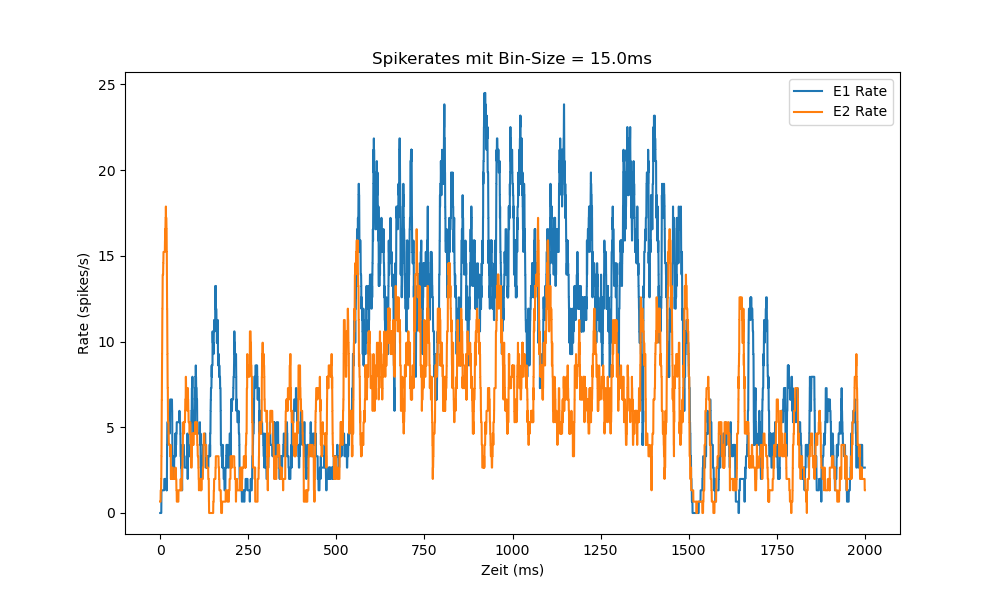 Spikerates mit Bin-Size = 15.0ms
E1 Rate
E2 Rate
Rate (spikes/s)
25
20
15
10
5
0
0 250 500 750 1000 1250 1500 1750 2000
Zeit (ms)